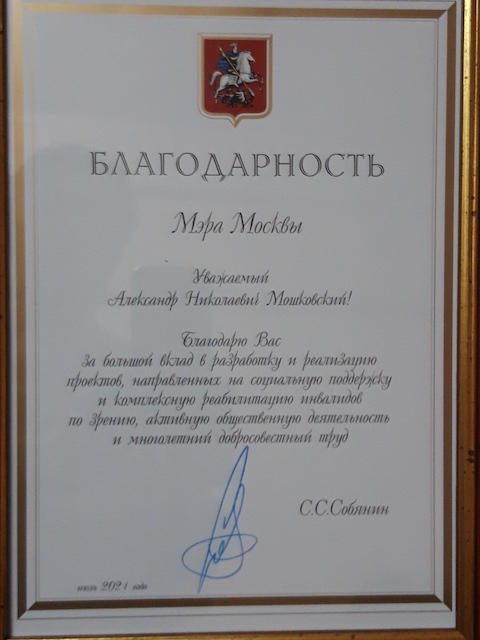 БЛАГОДАРНОСТЬ
Мэра Москвы
Уважаемый
Александр Николаевич Мошковский!
Благодарю Вас
за большой вклад в разработку и реализацию
проектов, направленных на социальную поддержку
и комплексную реабилитацию инвалидов
по зрению, активную общественную деятельность
и многолетний добросовестный труд
С.С.Собянин
2021 года